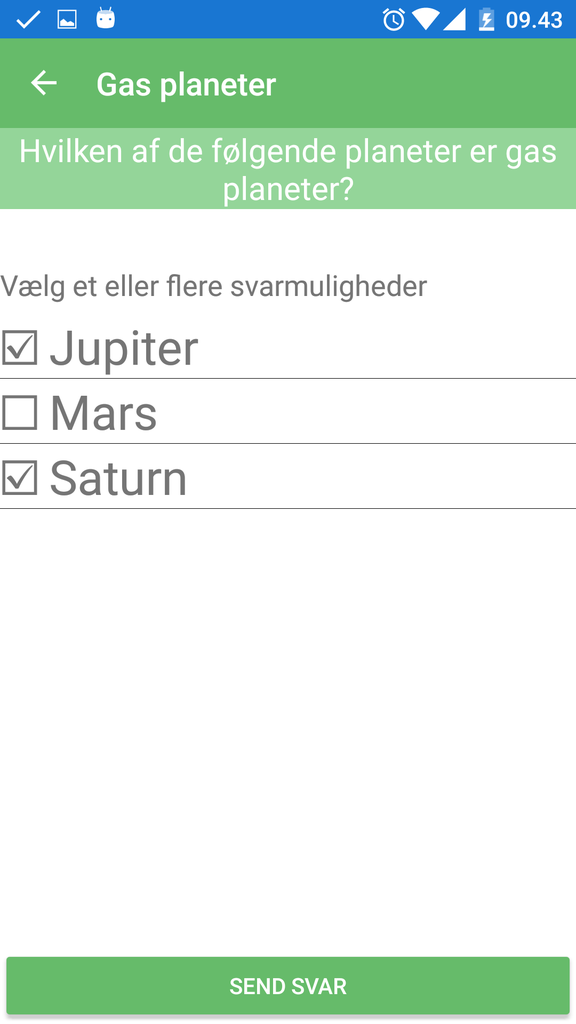 09.43
Gas planeter
Hvilken af de følgende planeter er gas
planeter?
Vælg et eller flere svarmuligheder
Jupiter
Mars
Saturn
SEND SVAR